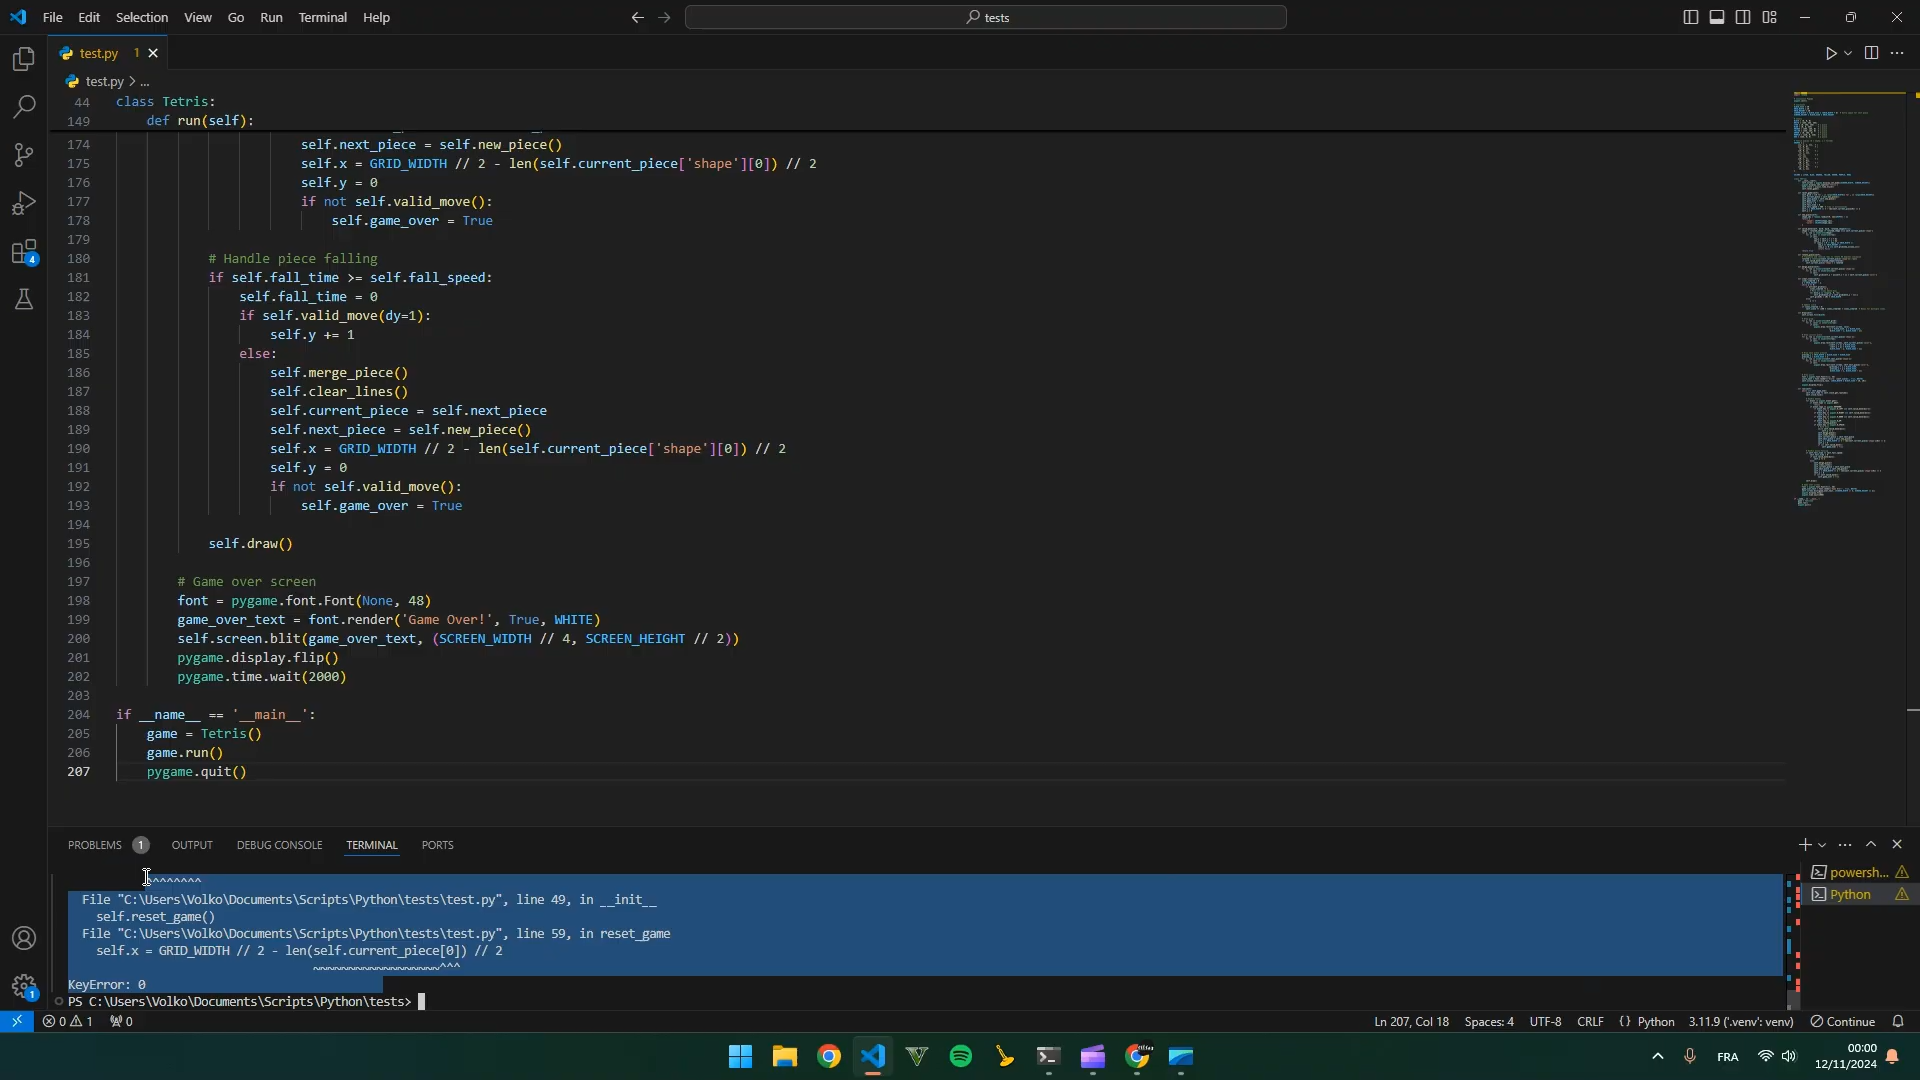 File Edit Selection View Go Run Terminal Help
tests
test.py 1
test.py > ...
44 class Tetris:
149 def run(self):
174 self.next_piece = self.new_piece()
175 self.x = GRID_WIDTH // 2 - len(self.current_piece['shape'][0]) // 2
176 self.y = 0
177 if not self.valid_move():
178 self.game_over = True
179
180 # Handle piece falling
181 if self.fall_time >= self.fall_speed:
182 self.fall_time = 0
183 if self.valid_move(dy=1):
184 self.y += 1
185 else:
186 self.merge_piece()
187 self.clear_lines()
188 self.current_piece = self.next_piece
189 self.next_piece = self.new_piece()
190 self.x = GRID_WIDTH // 2 - len(self.current_piece['shape'][0]) // 2
191 self.y = 0
192 if not self.valid_move():
193 self.game_over = True
194
195 self.draw()
196
197 # Game over screen
198 font = pygame.font.Font(None, 48)
199 game_over_text = font.render('Game Over!', True, WHITE)
200 self.screen.blit(game_over_text, (SCREEN_WIDTH // 4, SCREEN_HEIGHT // 2))
201 pygame.display.flip()
202 pygame.time.wait(2000)
203
204 if __name__ == '__main__':
205 game = Tetris()
206 game.run()
207 pygame.quit()
PROBLEMS 1 OUTPUT DEBUG CONSOLE TERMINAL PORTS
^^^^^^^^
File "C:\Users\Volko\Documents\Scripts\Python\tests\test.py", line 49, in __init__
self.reset_game()
File "C:\Users\Volko\Documents\Scripts\Python\tests\test.py", line 59, in reset_game
self.x = GRID_WIDTH // 2 - len(self.current_piece[0]) // 2
~~~~~~~~~~~~~~~~~~^^^
KeyError: 0
PS C:\Users\Volko\Documents\Scripts\Python\tests>
powersh...
Python
4
1
0 1 0 Ln 207, Col 18 Spaces: 4 UTF-8 CRLF {} Python 3.11.9 ('.venv': venv) Continue
FRA
00:00
12/11/2024